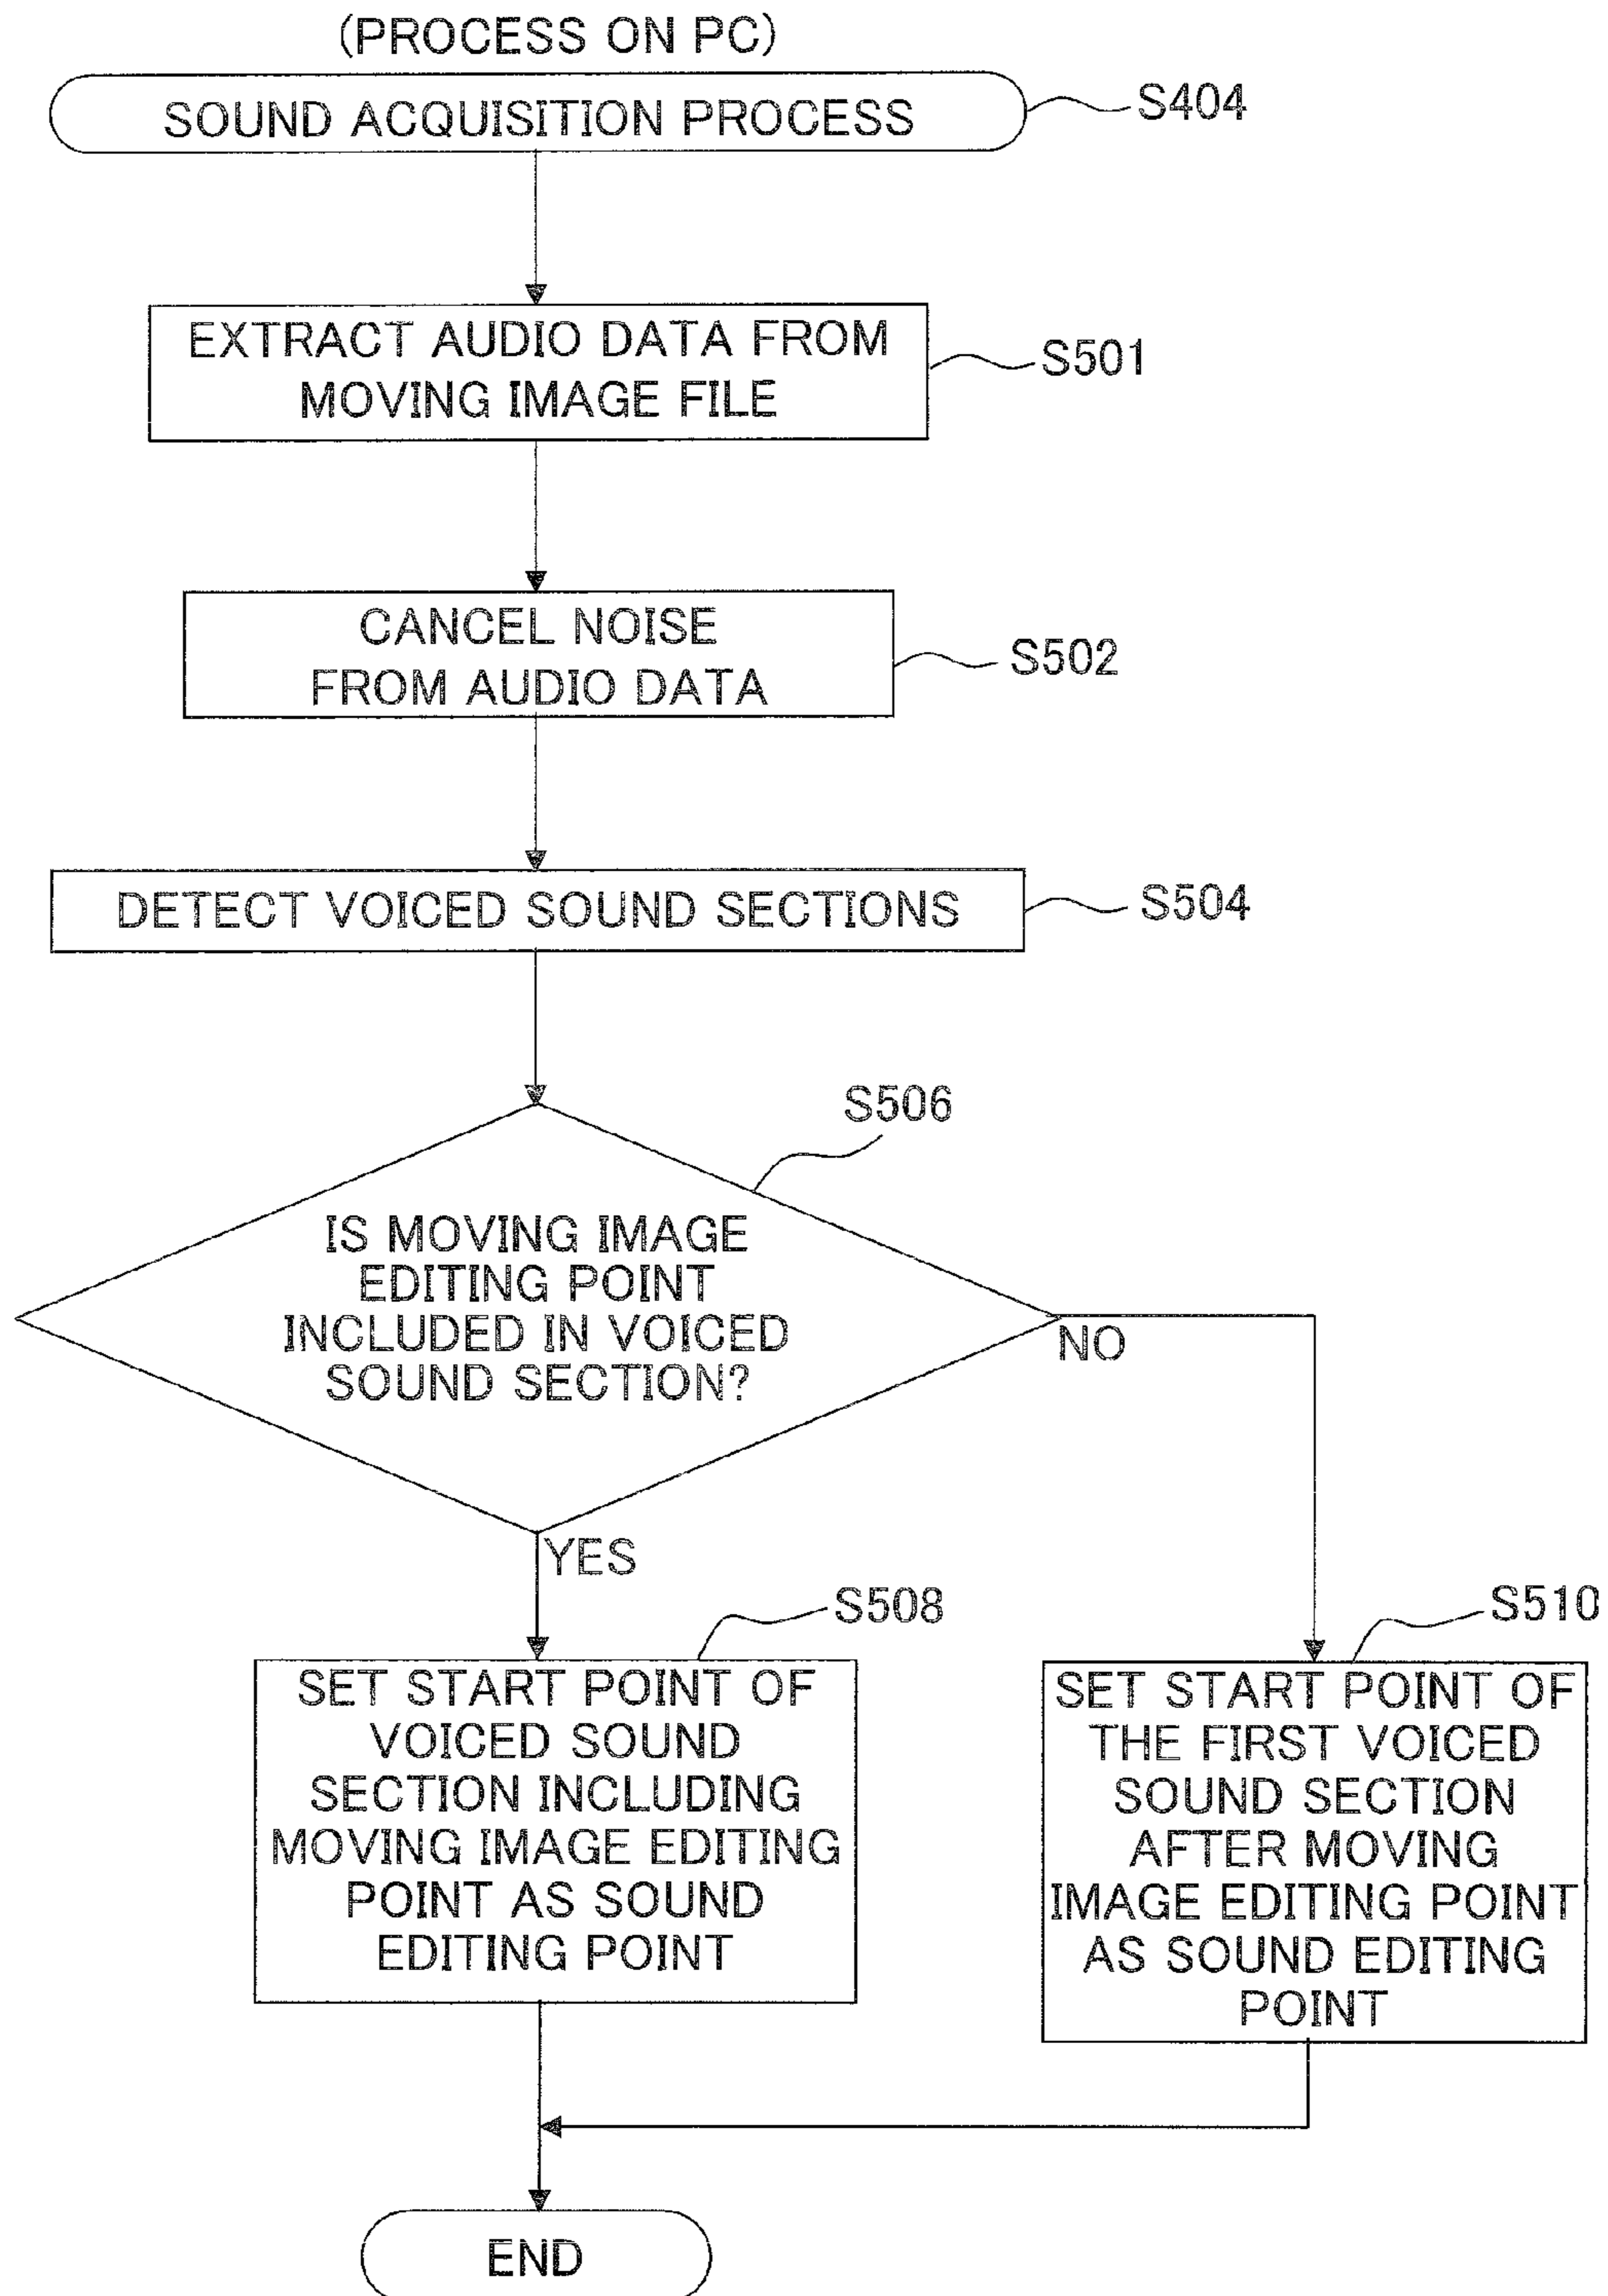 (PROCESS ON PC)
SOUND ACQUISITION PROCESS
S404
EXTRACT AUDIO DATA FROM
MOVING IMAGE FILE
S501
CANCEL NOISE
FROM AUDIO DATA
S502
DETECT VOICED SOUND SECTIONS
S504
S506
IS MOVING IMAGE
EDITING POINT
INCLUDED IN VOICED
SOUND SECTION?
NO
YES
S508
SET START POINT OF
VOICED SOUND
SECTION INCLUDING
MOVING IMAGE EDITING
POINT AS SOUND
EDITING POINT
S510
SET START POINT OF
THE FIRST VOICED
SOUND SECTION
AFTER MOVING
IMAGE EDITING POINT
AS SOUND EDITING
POINT
END